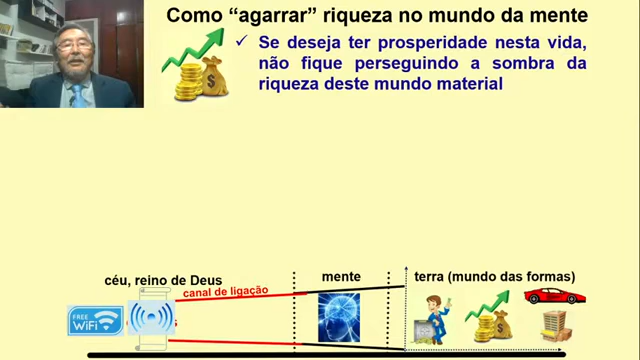 Como “agarrar” riqueza no mundo da mente
✓ Se deseja ter prosperidade nesta vida,
não fique perseguindo a sombra da
riqueza deste mundo material
céu, reino de Deus
mente
terra (mundo das formas)
canal de ligação
FREE
WiFi